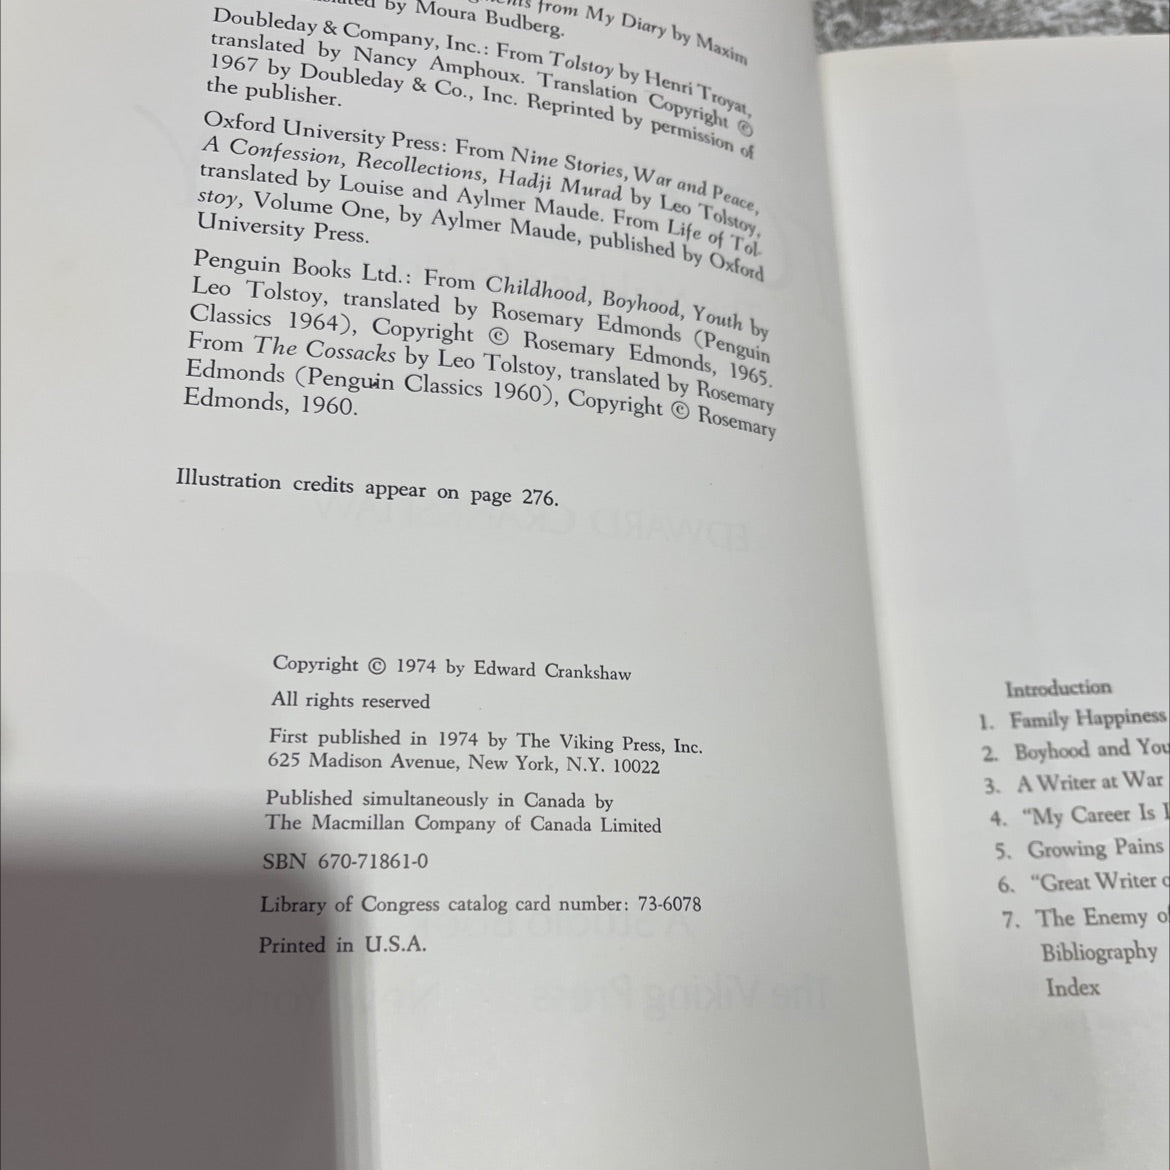 from My Diary by Maxim
by Moura Budberg.
Doubleday & Company, Inc.: From Tolstoy by Henri Troyat,
translated by Nancy Amphoux. Translation Copyright ©
1967 by Doubleday & Co., Inc. Reprinted by permission of
the publisher.
Oxford University Press: From Nine Stories, War and Peace,
A Confession, Recollections, Hadji Murad by Leo Tolstoy,
translated by Louise and Aylmer Maude. From Life of Tol-
stoy, Volume One, by Aylmer Maude, published by Oxford
University Press.
Penguin Books Ltd.: From Childhood, Boyhood, Youth by
Leo Tolstoy, translated by Rosemary Edmonds (Penguin
Classics 1964), Copyright © Rosemary Edmonds, 1965.
From The Cossacks by Leo Tolstoy, translated by Rosemary
Edmonds (Penguin Classics 1960), Copyright © Rosemary
Edmonds, 1960.
Illustration credits appear on page 276.
Copyright © 1974 by Edward Crankshaw
All rights reserved
First published in 1974 by The Viking Press, Inc.
625 Madison Avenue, New York, N.Y. 10022
Published simultaneously in Canada by
The Macmillan Company of Canada Limited
SBN 670-71861-0
Library of Congress catalog card number: 73-6078
Printed in U.S.A.
Introduction
1. Family Happiness
2. Boyhood and You
3. A Writer at War
4. "My Career Is
5. Growing Pains
6. "Great Writer
7. The Enemy
Bibliography
Index